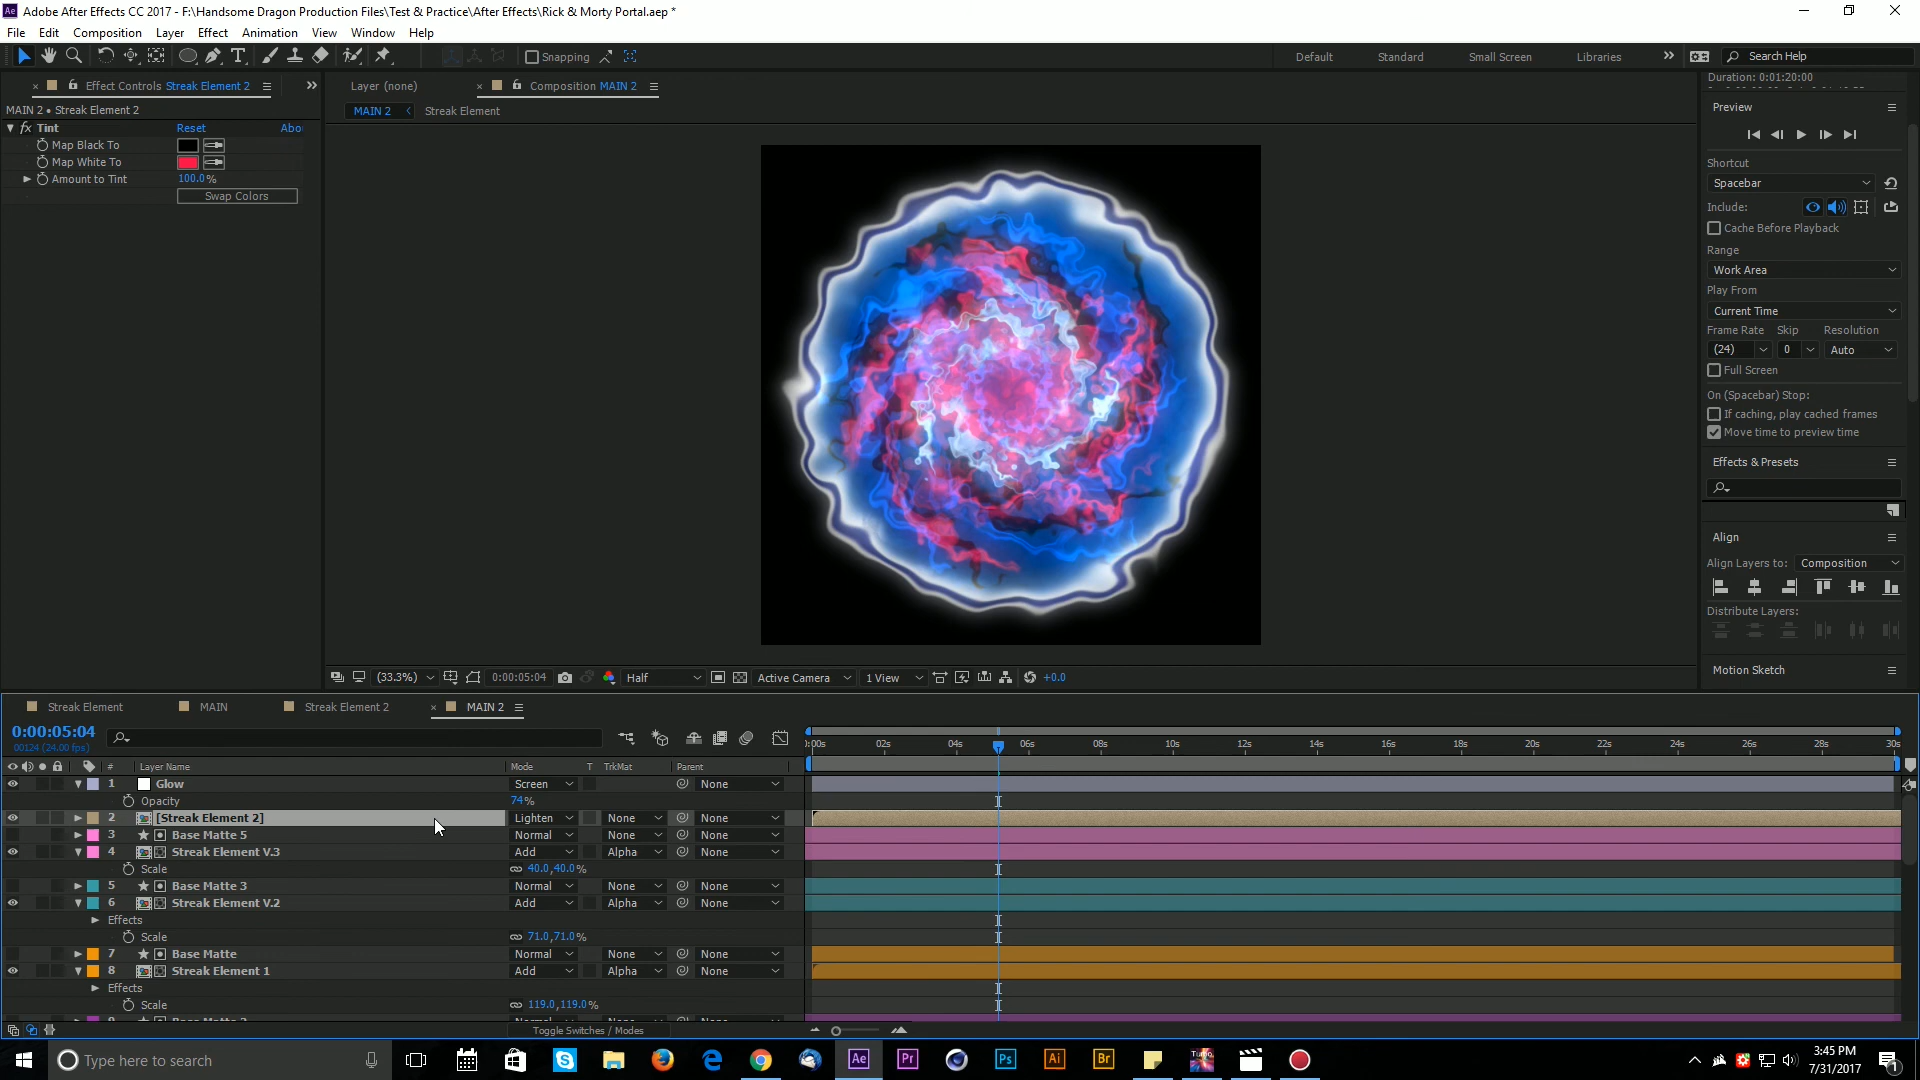 Adobe After Effects CC 2017 - F:\Handsome Dragon Production Files\Test & Practice\After Effects\Rick & Morty Portal.aep *
File Edit Composition Layer Effect Animation View Window Help
Snapping
Default Standard Small Screen Libraries
Search Help
Effect Controls Streak Element 2
MAIN 2 • Streak Element 2
fx Tint Reset Abo
Map Black To
Map White To
Amount to Tint 100.0%
Swap Colors
Layer (none)
Composition MAIN 2
MAIN 2 Streak Element
(33.3%) 0:00:05:04 Half Active Camera 1 View +0.0
Duration: 0:01:20:00
Preview
Shortcut
Spacebar
Include:
Cache Before Playback
Range
Work Area
Play From
Current Time
Frame Rate Skip Resolution
(24) 0 Auto
Full Screen
On (Spacebar) Stop:
If caching, play cached frames
Move time to preview time
Effects & Presets
Align
Align Layers to: Composition
Distribute Layers:
Motion Sketch
Streak Element MAIN Streak Element 2 MAIN 2
0:00:05:04
00124 (24.00 fps)
:00s 02s 04s 06s 08s 10s 12s 14s 16s 18s 20s 22s 24s 26s 28s 30s
# Layer Name Mode T TrkMat Parent
1 Glow Screen None
Opacity 74%
2 [Streak Element 2] Lighten None None
3 Base Matte 5 Normal None None
4 Streak Element V.3 Add Alpha None
Scale 40.0,40.0%
5 Base Matte 3 Normal None None
6 Streak Element V.2 Add Alpha None
Effects
Scale 71.0,71.0%
7 Base Matte Normal None None
8 Streak Element 1 Add Alpha None
Effects
Scale 119.0,119.0%
Toggle Switches / Modes
Type here to search
Ae Pr Ps Ai Br
3:45 PM
7/31/2017
1